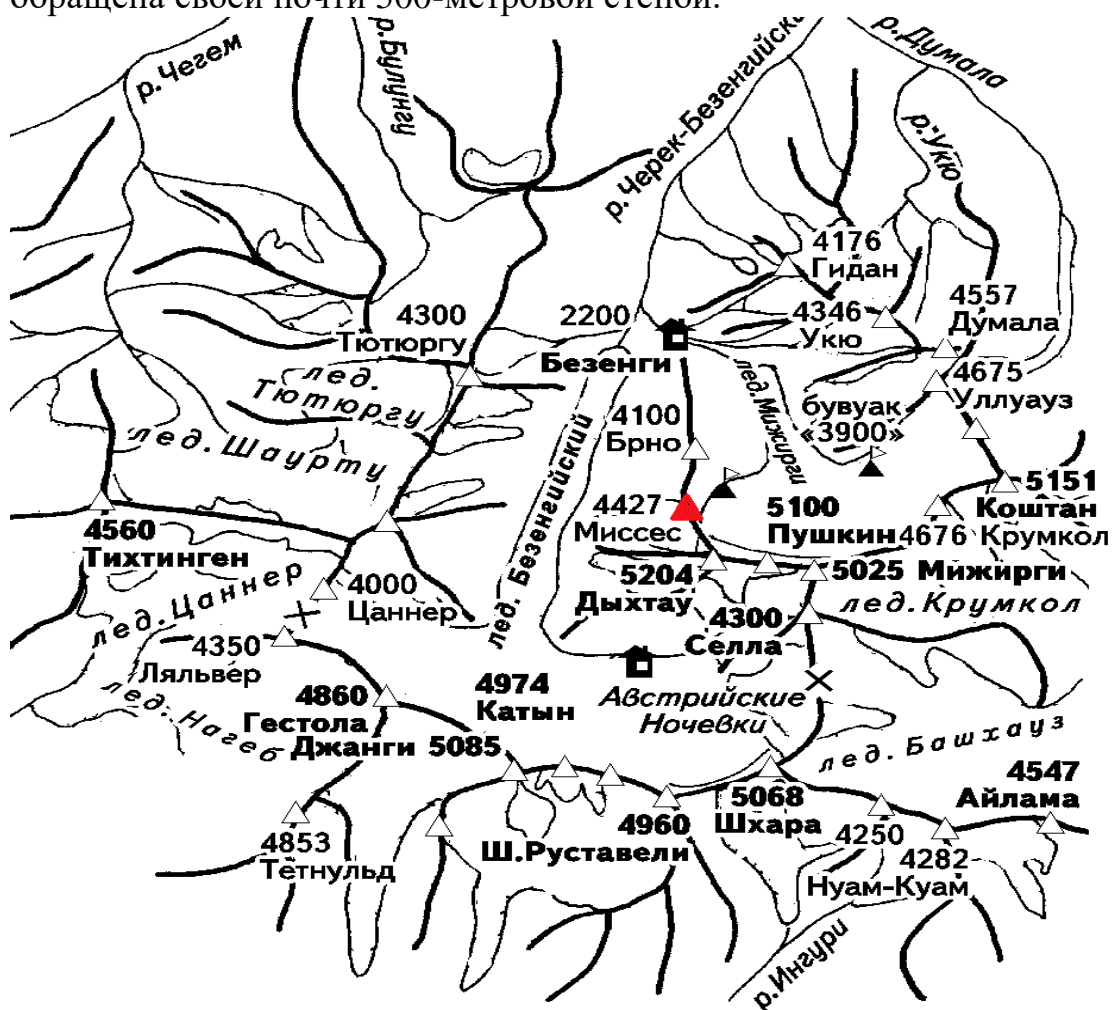 обращена своей почти 500-метровой стеной.
р.Чегем
р.Булунгу
р.Черек-Безенгийски
р.Думала
р.Укю
4176
Гидан
4300
Тютюргу
2200
Безенги
4346
Укю
4557
Думала
лед.
Тютюргу
лед.Мижирги
4675
Уллуауз
бувуак
«3900»
лед.Шаурту
4100
Брно
лед. Безенгийский
4560
Тихтинген
4427
Миссес
5100
Пушкин
5151
Коштан
4676 Крумкол
5204
Дыхтау
5025 Мижирги
лед.Цаннер
4000
Цаннер
4300
Селла
лед.Крумкол
4350
Ляльвер
лед.Нагеб
4860
Гестола
4974
Катын
Австрийские
Ночевки
Джанги 5085
лед.Башхауз
4547
Айлама
5068
Шхара
4960
Ш.Руставели
4853
Тетнульд
4250
4282
Нуам-Куам
р.Ингури